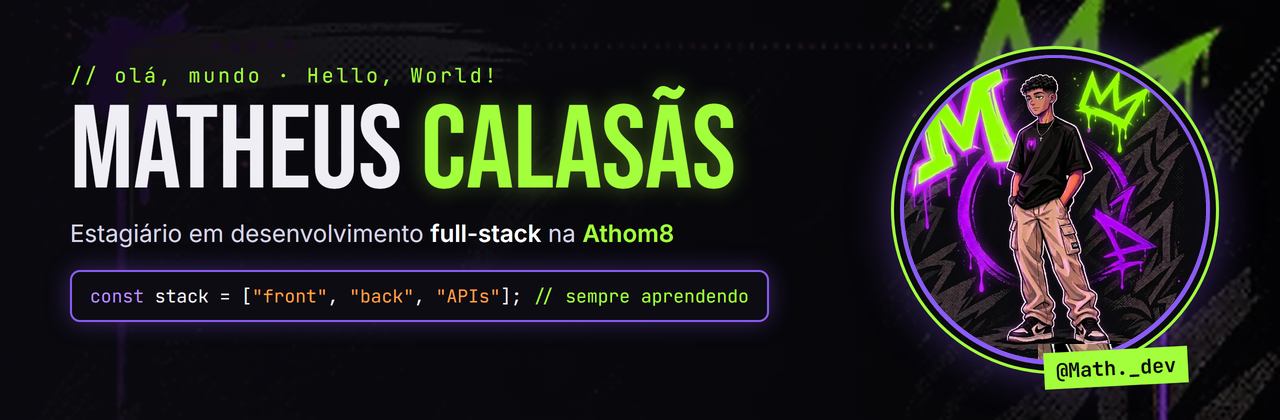 // olá, mundo · Hello, World!
MATHEUS CALASÃS
Estagiário em desenvolvimento full-stack na Athom8
const stack = ["front", "back", "APIs"]; // sempre aprendendo
M
@Math._dev